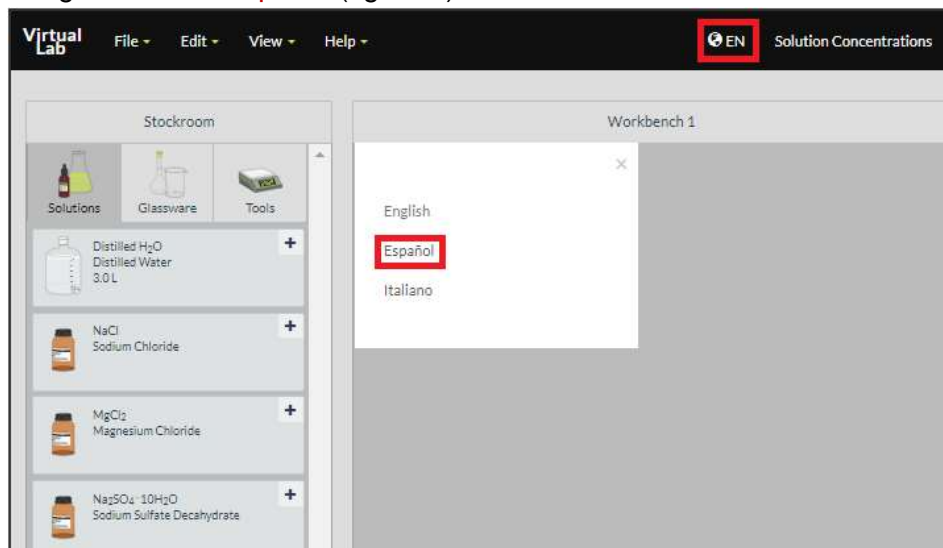 Virtual Lab File Edit View Help EN Solution Concentrations
Stockroom
Workbench 1
Solutions Glassware Tools
English
Español
Italiano
Distilled H₂O
Distilled Water
3.0 L
NaCl
Sodium Chloride
MgCl₂
Magnesium Chloride
Na₂SO₄·10H₂O
Sodium Sulfate Decahydrate